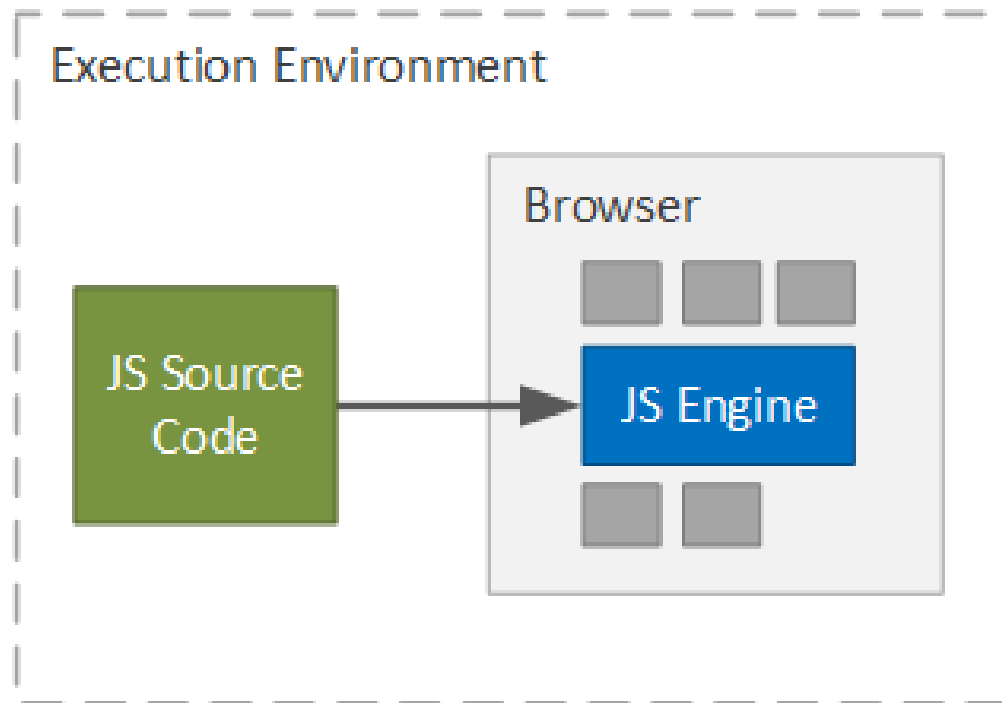 Execution Environment
Browser
JS Source
Code
JS Engine